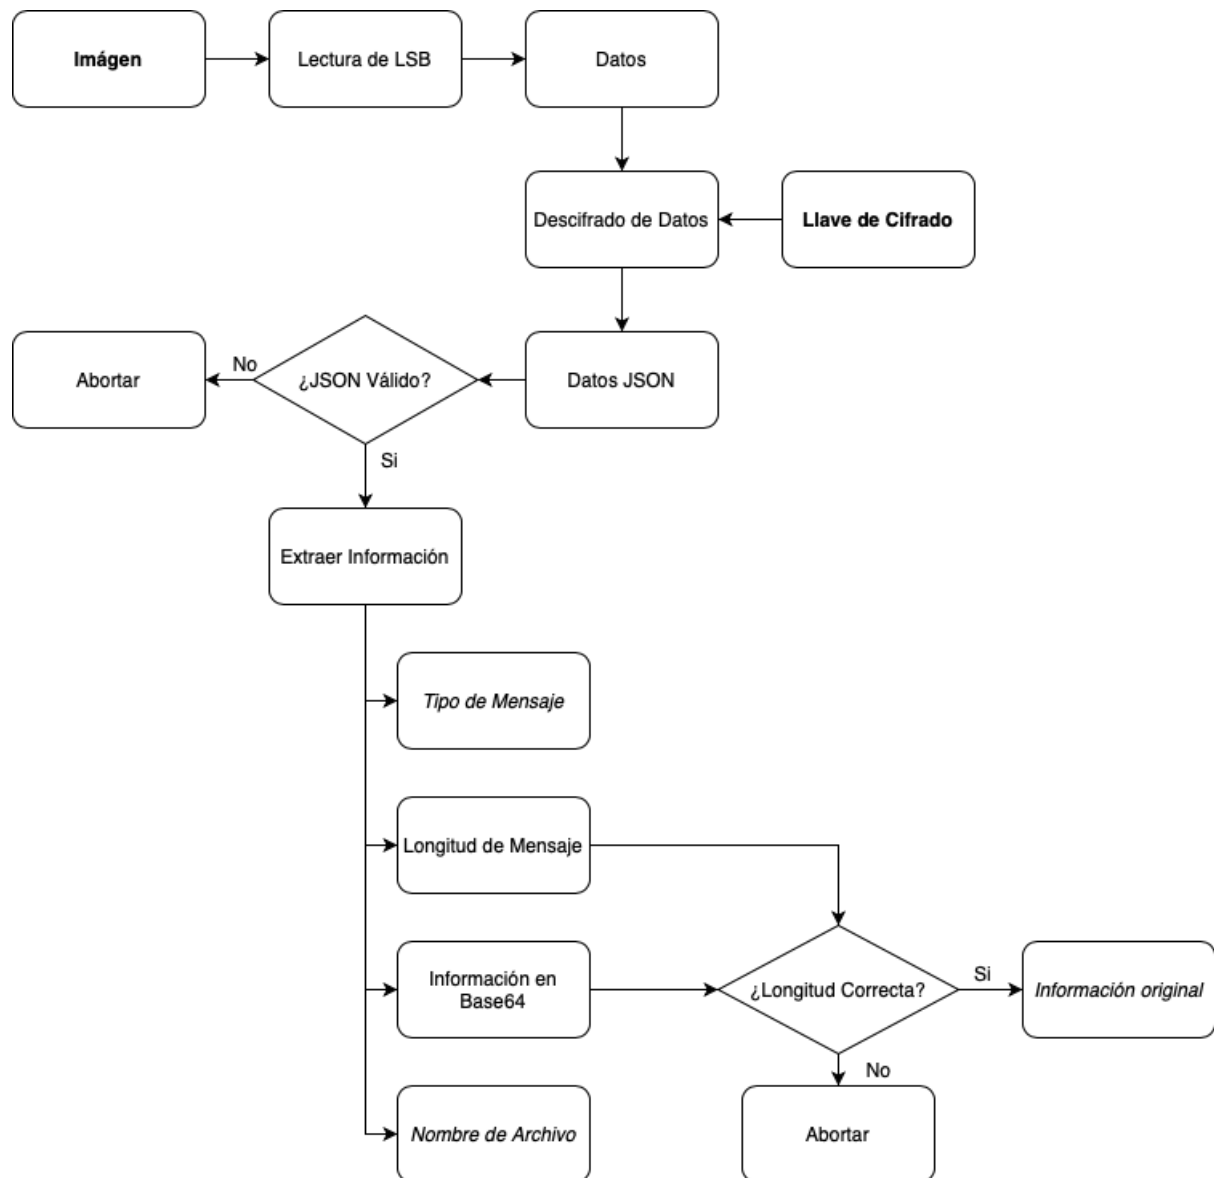 Imágen
Lectura de LSB
Datos
Descifrado de Datos
Llave de Cifrado
Abortar
No
¿JSON Válido?
Datos JSON
Si
Extraer Información
Tipo de Mensaje
Longitud de Mensaje
Información en
Base64
¿Longitud Correcta?
Si
Información original
No
Nombre de Archivo
Abortar